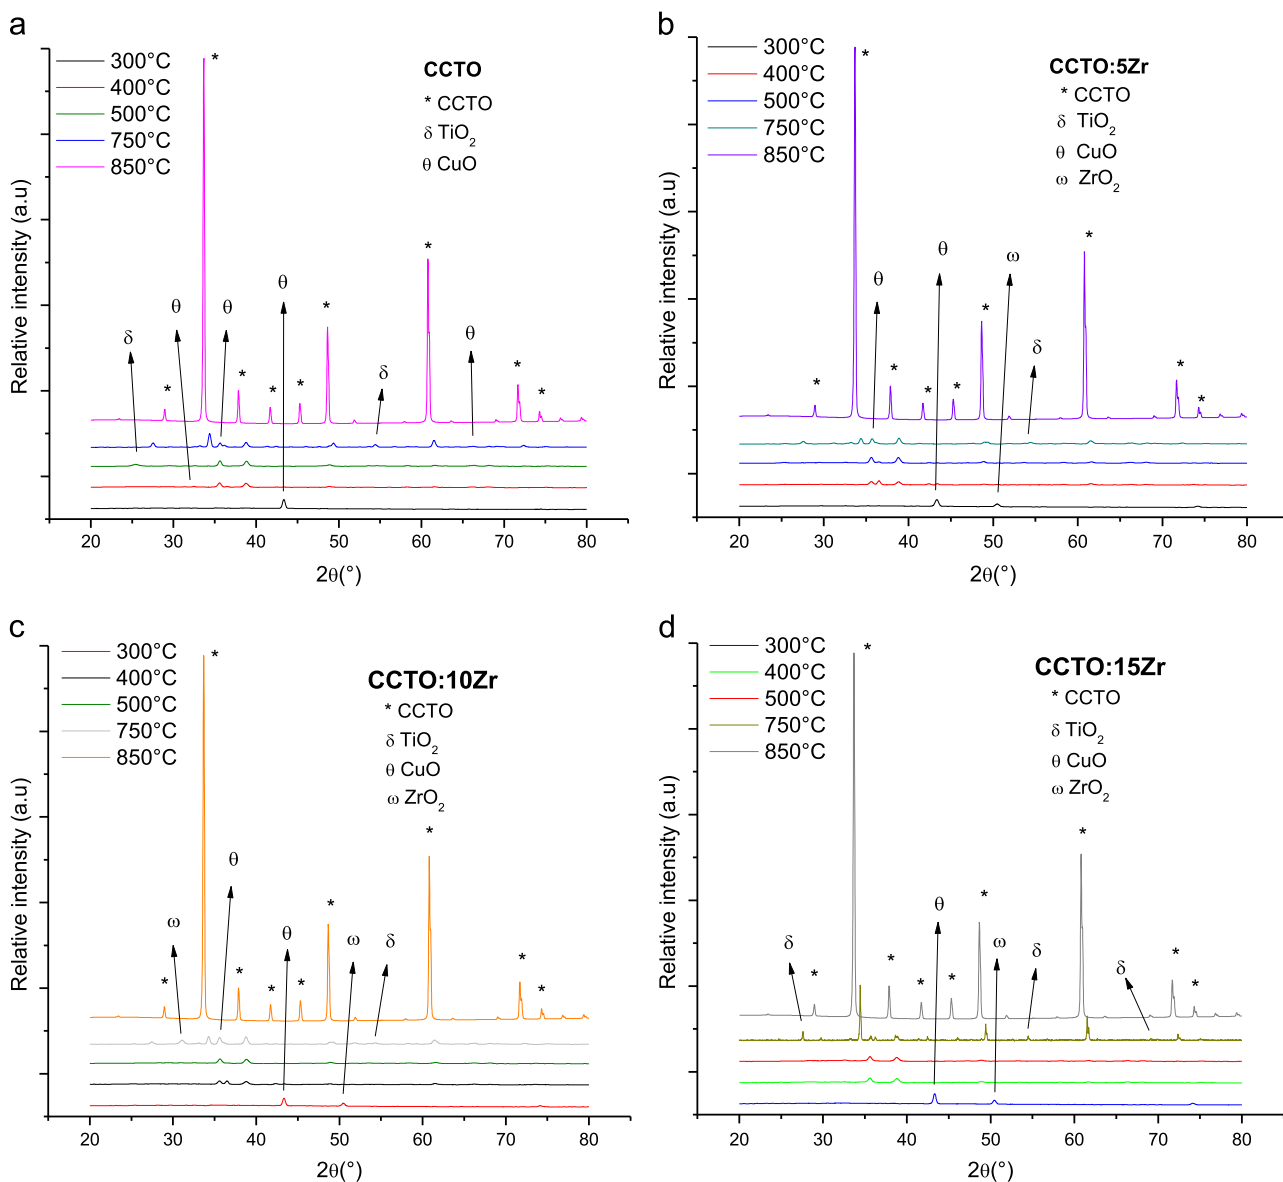 a
300°C
400°C
500°C
750°C
850°C
CCTO
* CCTO
δ TiO2
θ CuO
*
*
*
*
*
*
*
*
*
δ
θ
θ
θ
δ
θ
Relative intensity (a.u)
20 30 40 50 60 70 80
2θ(°)
b
300°C
400°C
500°C
750°C
850°C
CCTO:5Zr
* CCTO
δ TiO2
θ CuO
ω ZrO2
*
*
*
*
*
*
*
*
*
θ
θ
ω
δ
Relative intensity (a.u)
20 30 40 50 60 70 80
2θ(°)
c
300°C
400°C
500°C
750°C
850°C
CCTO:10Zr
* CCTO
δ TiO2
θ CuO
ω ZrO2
*
*
*
*
*
*
*
*
*
ω
θ
θ
ω
δ
Relative intensity (a.u)
20 30 40 50 60 70 80
2θ(°)
d
300°C
400°C
500°C
750°C
850°C
CCTO:15Zr
* CCTO
δ TiO2
θ CuO
ω ZrO2
*
*
*
*
*
*
*
*
*
δ
θ
ω
δ
δ
Relative intensity (a.u)
20 30 40 50 60 70 80
2θ(°)